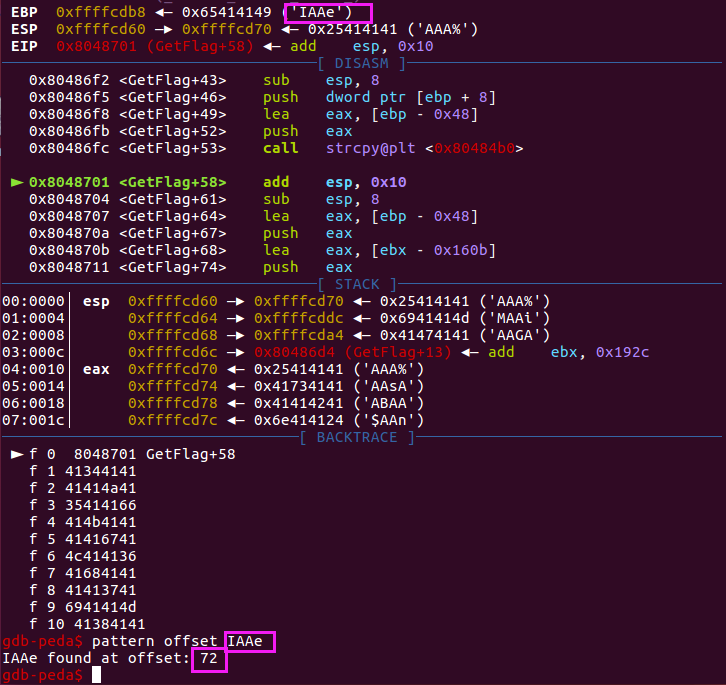 EBP 0xffffcdb8 ◂— 0x65414149 ('IAAe')
ESP 0xffffcd60 —▸ 0xffffcd70 ◂— 0x25414141 ('AAA%')
EIP 0x8048701 (GetFlag+58) ◂— add esp, 0x10
[ DISASM ]
0x80486f2 <GetFlag+43> sub esp, 8
0x80486f5 <GetFlag+46> push dword ptr [ebp + 8]
0x80486f8 <GetFlag+49> lea eax, [ebp - 0x48]
0x80486fb <GetFlag+52> push eax
0x80486fc <GetFlag+53> call strcpy@plt <0x80484b0>
► 0x8048701 <GetFlag+58> add esp, 0x10
0x8048704 <GetFlag+61> sub esp, 8
0x8048707 <GetFlag+64> lea eax, [ebp - 0x48]
0x804870a <GetFlag+67> push eax
0x804870b <GetFlag+68> lea eax, [ebx - 0x160b]
0x8048711 <GetFlag+74> push eax
[ STACK ]
00:0000│ esp 0xffffcd60 —▸ 0xffffcd70 ◂— 0x25414141 ('AAA%')
01:0004│ 0xffffcd64 —▸ 0xffffcddc ◂— 0x6941414d ('MAAi')
02:0008│ 0xffffcd68 —▸ 0xffffcda4 ◂— 0x41474141 ('AAGA')
03:000c│ 0xffffcd6c —▸ 0x80486d4 (GetFlag+13) ◂— add ebx, 0x192c
04:0010│ eax 0xffffcd70 ◂— 0x25414141 ('AAA%')
05:0014│ 0xffffcd74 ◂— 0x41734141 ('AAsA')
06:0018│ 0xffffcd78 ◂— 0x41414241 ('ABAA')
07:001c│ 0xffffcd7c ◂— 0x6e414124 ('$AAn')
[ BACKTRACE ]
► f 0 8048701 GetFlag+58
f 1 41344141
f 2 41414a41
f 3 35414166
f 4 414b4141
f 5 41416741
f 6 4c414136
f 7 41684141
f 8 41413741
f 9 6941414d
f 10 41384141
gdb-peda$ pattern offset IAAe
IAAe found at offset: 72
gdb-peda$